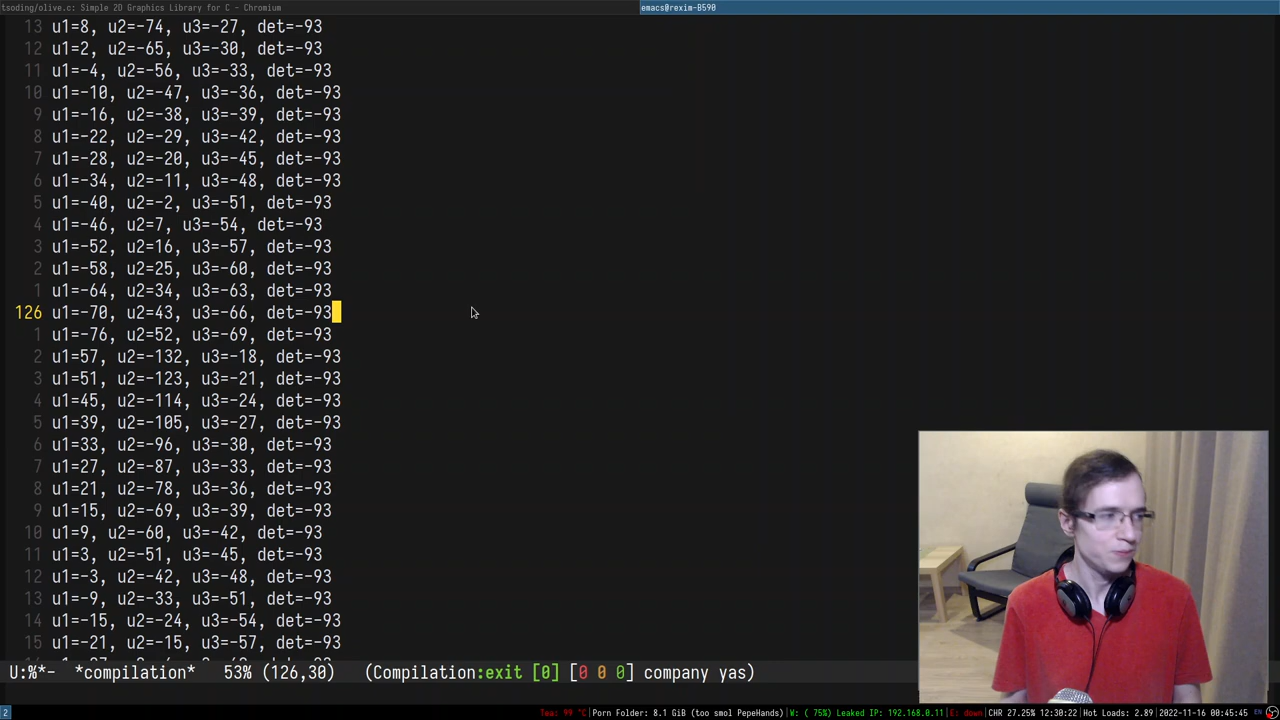 tsoding/olive.c: Simple 2D Graphics Library for C - Chromium
emacs@rexim-B590
13 u1=8, u2=-74, u3=-27, det=-93
12 u1=2, u2=-65, u3=-30, det=-93
11 u1=-4, u2=-56, u3=-33, det=-93
10 u1=-10, u2=-47, u3=-36, det=-93
9 u1=-16, u2=-38, u3=-39, det=-93
8 u1=-22, u2=-29, u3=-42, det=-93
7 u1=-28, u2=-20, u3=-45, det=-93
6 u1=-34, u2=-11, u3=-48, det=-93
5 u1=-40, u2=-2, u3=-51, det=-93
4 u1=-46, u2=7, u3=-54, det=-93
3 u1=-52, u2=16, u3=-57, det=-93
2 u1=-58, u2=25, u3=-60, det=-93
1 u1=-64, u2=34, u3=-63, det=-93
126 u1=-70, u2=43, u3=-66, det=-93
1 u1=-76, u2=52, u3=-69, det=-93
2 u1=57, u2=-132, u3=-18, det=-93
3 u1=51, u2=-123, u3=-21, det=-93
4 u1=45, u2=-114, u3=-24, det=-93
5 u1=39, u2=-105, u3=-27, det=-93
6 u1=33, u2=-96, u3=-30, det=-93
7 u1=27, u2=-87, u3=-33, det=-93
8 u1=21, u2=-78, u3=-36, det=-93
9 u1=15, u2=-69, u3=-39, det=-93
10 u1=9, u2=-60, u3=-42, det=-93
11 u1=3, u2=-51, u3=-45, det=-93
12 u1=-3, u2=-42, u3=-48, det=-93
13 u1=-9, u2=-33, u3=-51, det=-93
14 u1=-15, u2=-24, u3=-54, det=-93
15 u1=-21, u2=-15, u3=-57, det=-93
U:%*- *compilation* 53% (126,30) (Compilation:exit [0] [0 0 0] company yas)
2 Tea: 99 °C|Porn Folder: 8.1 GiB (too smol PepeHands)|W: ( 75%) Leaked IP: 192.168.0.11|E: down|CHR 27.25% 12:30:22|Hot Loads: 2.89|2022-11-16 00:45:45 EN